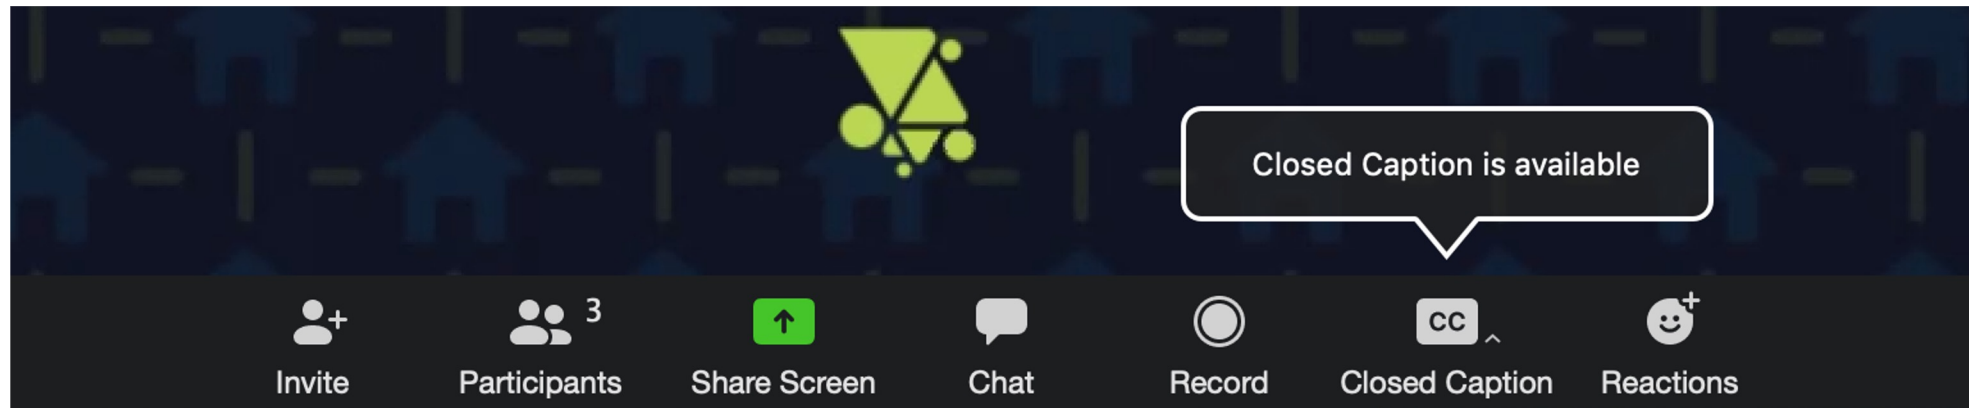 Closed Caption is available
3
CC
Invite
Participants
Share Screen
Chat
Record
Closed Caption
Reactions